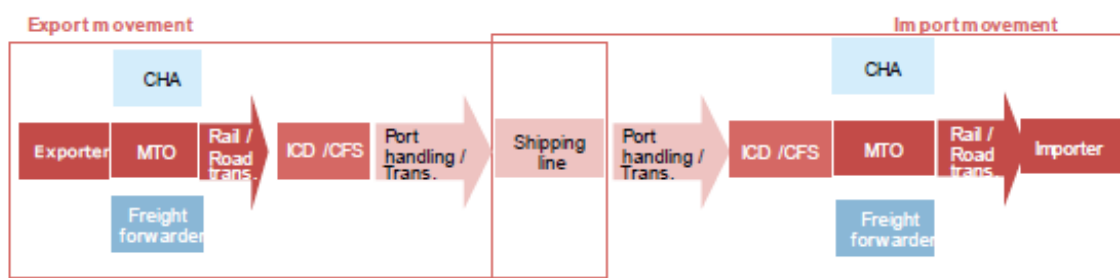 Export movement
Import movement
CHA
Exporter
MTO
Rail /
Road
trans.
ICD /CFS
Port
handling /
Trans.
Freight
forwarder
Shipping
line
Port
handling /
Trans.
ICD /CFS
CHA
MTO
Rail /
Road
trans.
Importer
Freight
forwarder